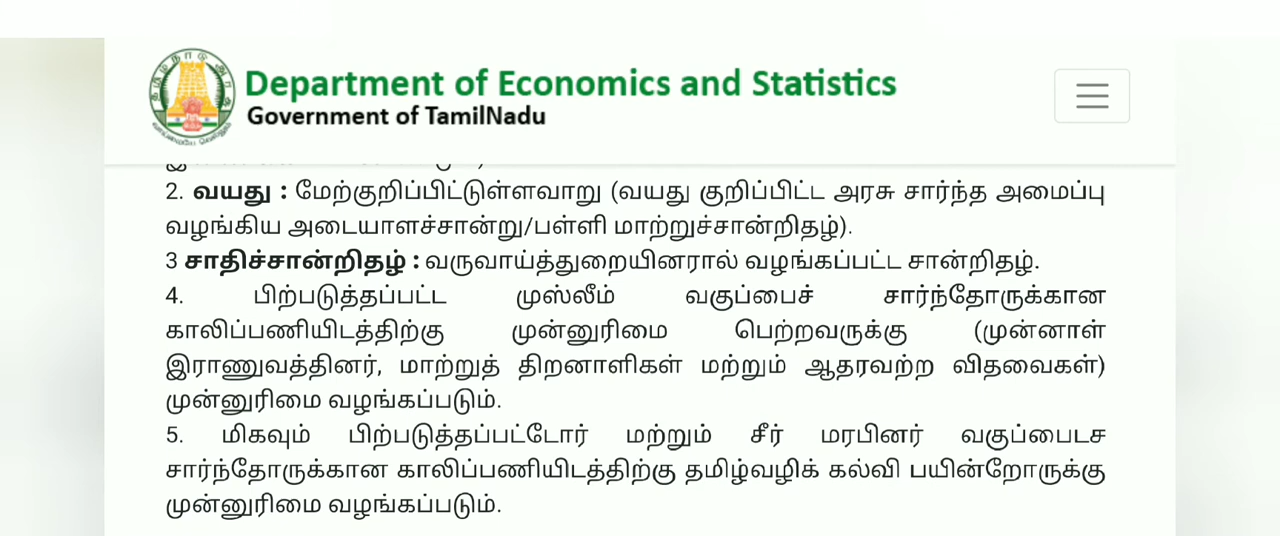 Department of Economics and Statistics
Government of TamilNadu
2. வயது : மேற்குறிப்பிட்டுள்ளவாறு (வயது குறிப்பிட்ட அரசு சார்ந்த அமைப்பு
வழங்கிய அடையாளச்சான்று/பள்ளி மாற்றுச்சான்றிதழ்).
3 சாதிச்சான்றிதழ் : வருவாய்த்துறையினரால் வழங்கப்பட்ட சான்றிதழ்.
4. பிற்படுத்தப்பட்ட முஸ்லீம் வகுப்பைச் சார்ந்தோருக்கான
காலிப்பணியிடத்திற்கு முன்னுரிமை பெற்றவருக்கு (முன்னாள்
இராணுவத்தினர், மாற்றுத் திறனாளிகள் மற்றும் ஆதரவற்ற விதவைகள்)
முன்னுரிமை வழங்கப்படும்.
5. மிகவும் பிற்படுத்தப்பட்டோர் மற்றும் சீர் மரபினர் வகுப்பைடச
சார்ந்தோருக்கான காலிப்பணியிடத்திற்கு தமிழ்வழிக் கல்வி பயின்றோருக்கு
முன்னுரிமை வழங்கப்படும்.